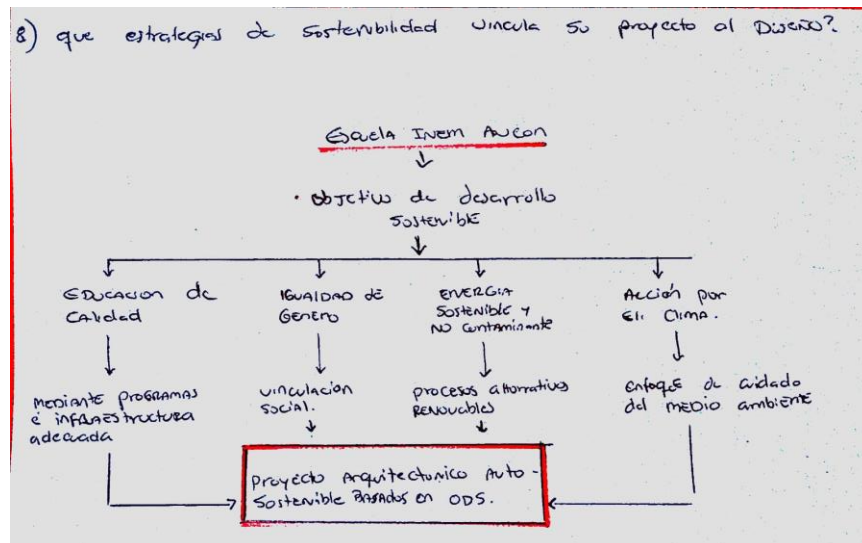 8) que estrategias de sostenibilidad vincula su proyecto al Diseño?
Escuela Inem Ancon
• objetivo de desarrollo
sostenible
Educacion de
Calidad
IGUALDAD de
Genero
ENERGIA
Sostenible y
NO contaminante
Acción por
El Clima.
MEDIANTE PROGRAMAS
e INFRAESTRUCTURA
adecuada
vinculacion
social.
procesos alternativos
RENOVABLES
enfoque de cuidado
del MEDIO ambiente
Proyecto Arquitectonico Auto-
Sostenible BASADOS en ODS.